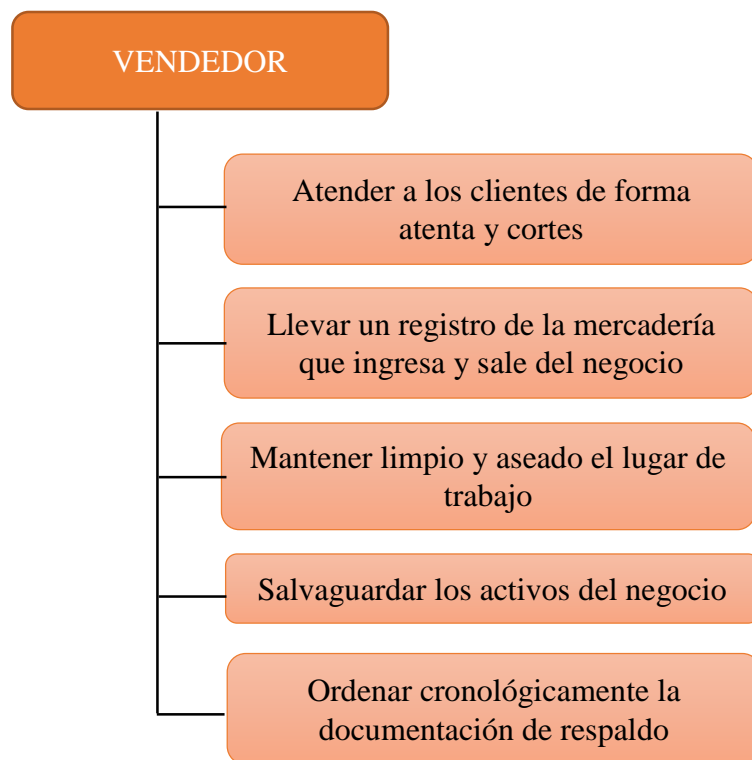 VENDEDOR
Atender a los clientes de forma
atenta y cortes
Llevar un registro de la mercadería
que ingresa y sale del negocio
Mantener limpio y aseado el lugar de
trabajo
Salvaguardar los activos del negocio
Ordenar cronológicamente la
documentación de respaldo